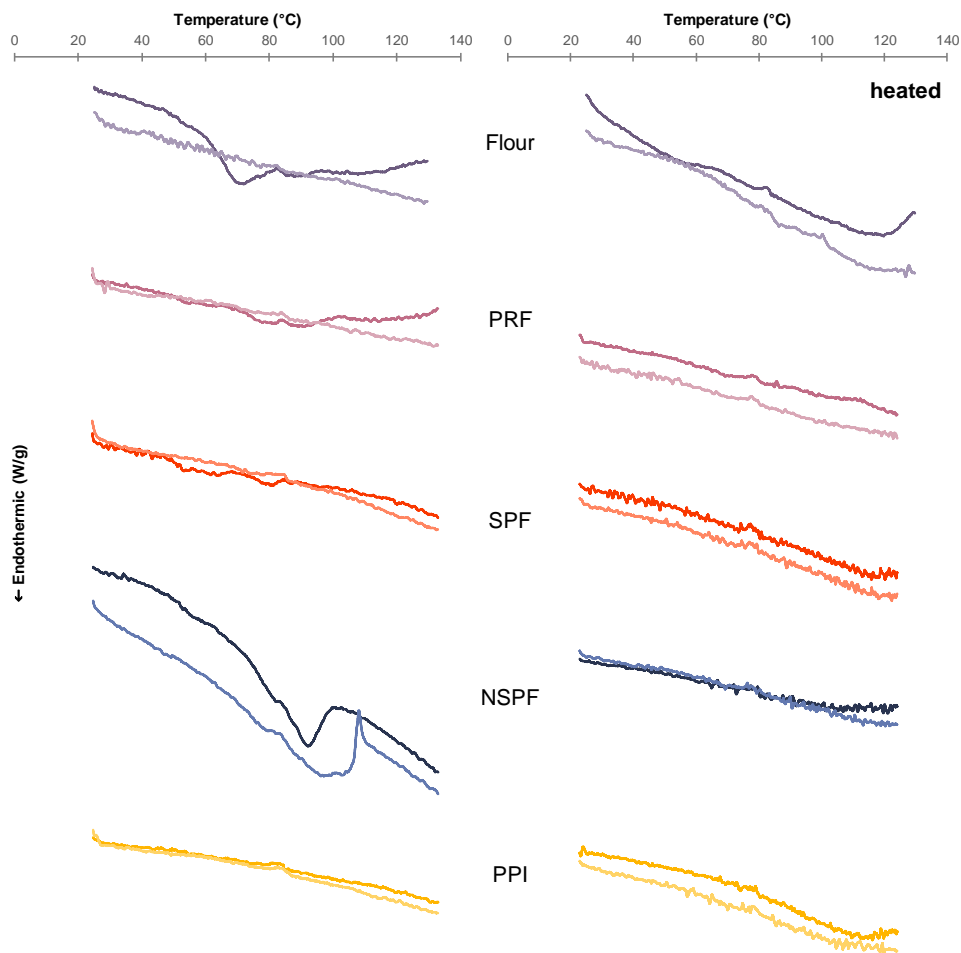 Temperature (°C) Temperature (°C)
0 20 40 60 80 100 120 140 0 20 40 60 80 100 120 140
heated
Flour
PRF
SPF
← Endothermic (W/g)
NSPF
PPI